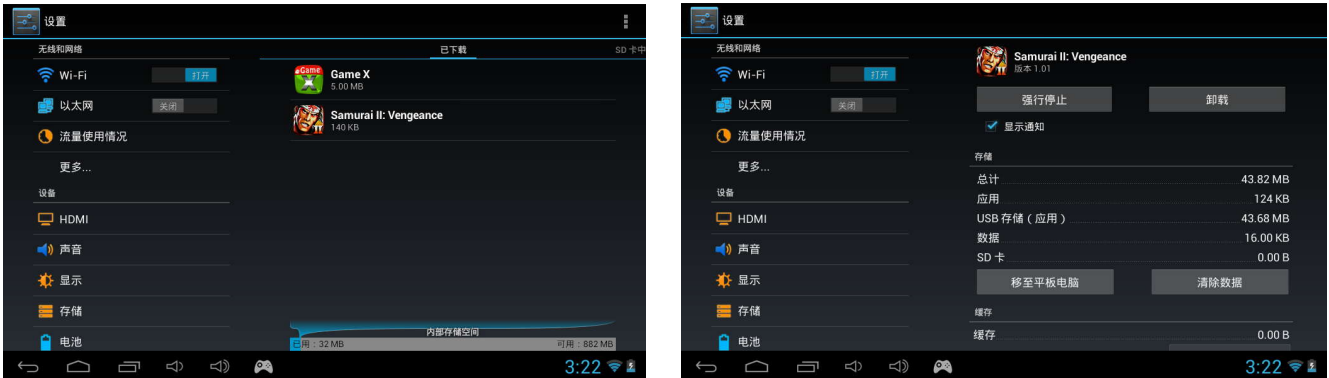 设置
无线和网络
Wi-Fi
打开
以太网
关闭
流量使用情况
更多...
设备
HDMI
声音
显示
存储
电池
已下载
SD 卡中
eGame
Game X
5.00 MB
Samurai II: Vengeance
140 KB
内部存储空间
已用：32 MB
可用：882 MB
3:22
设置
无线和网络
Wi-Fi
打开
以太网
关闭
流量使用情况
更多...
设备
HDMI
声音
显示
存储
电池
Samurai II: Vengeance
版本 1.01
强行停止
卸载
显示通知
存储
总计 43.82 MB
应用 124 KB
USB 存储（应用） 43.68 MB
数据 16.00 KB
SD 卡 0.00 B
移至平板电脑
清除数据
缓存
缓存 0.00 B
3:22